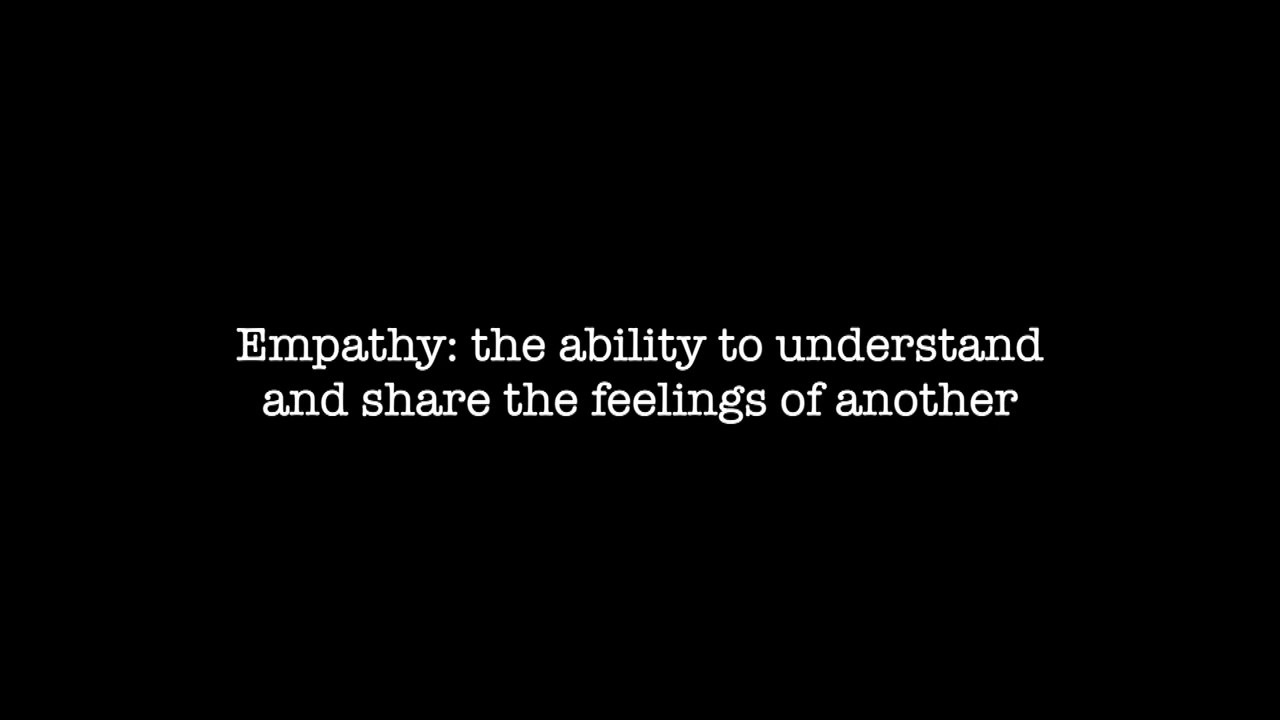 Empathy: the ability to understand
and share the feelings of another